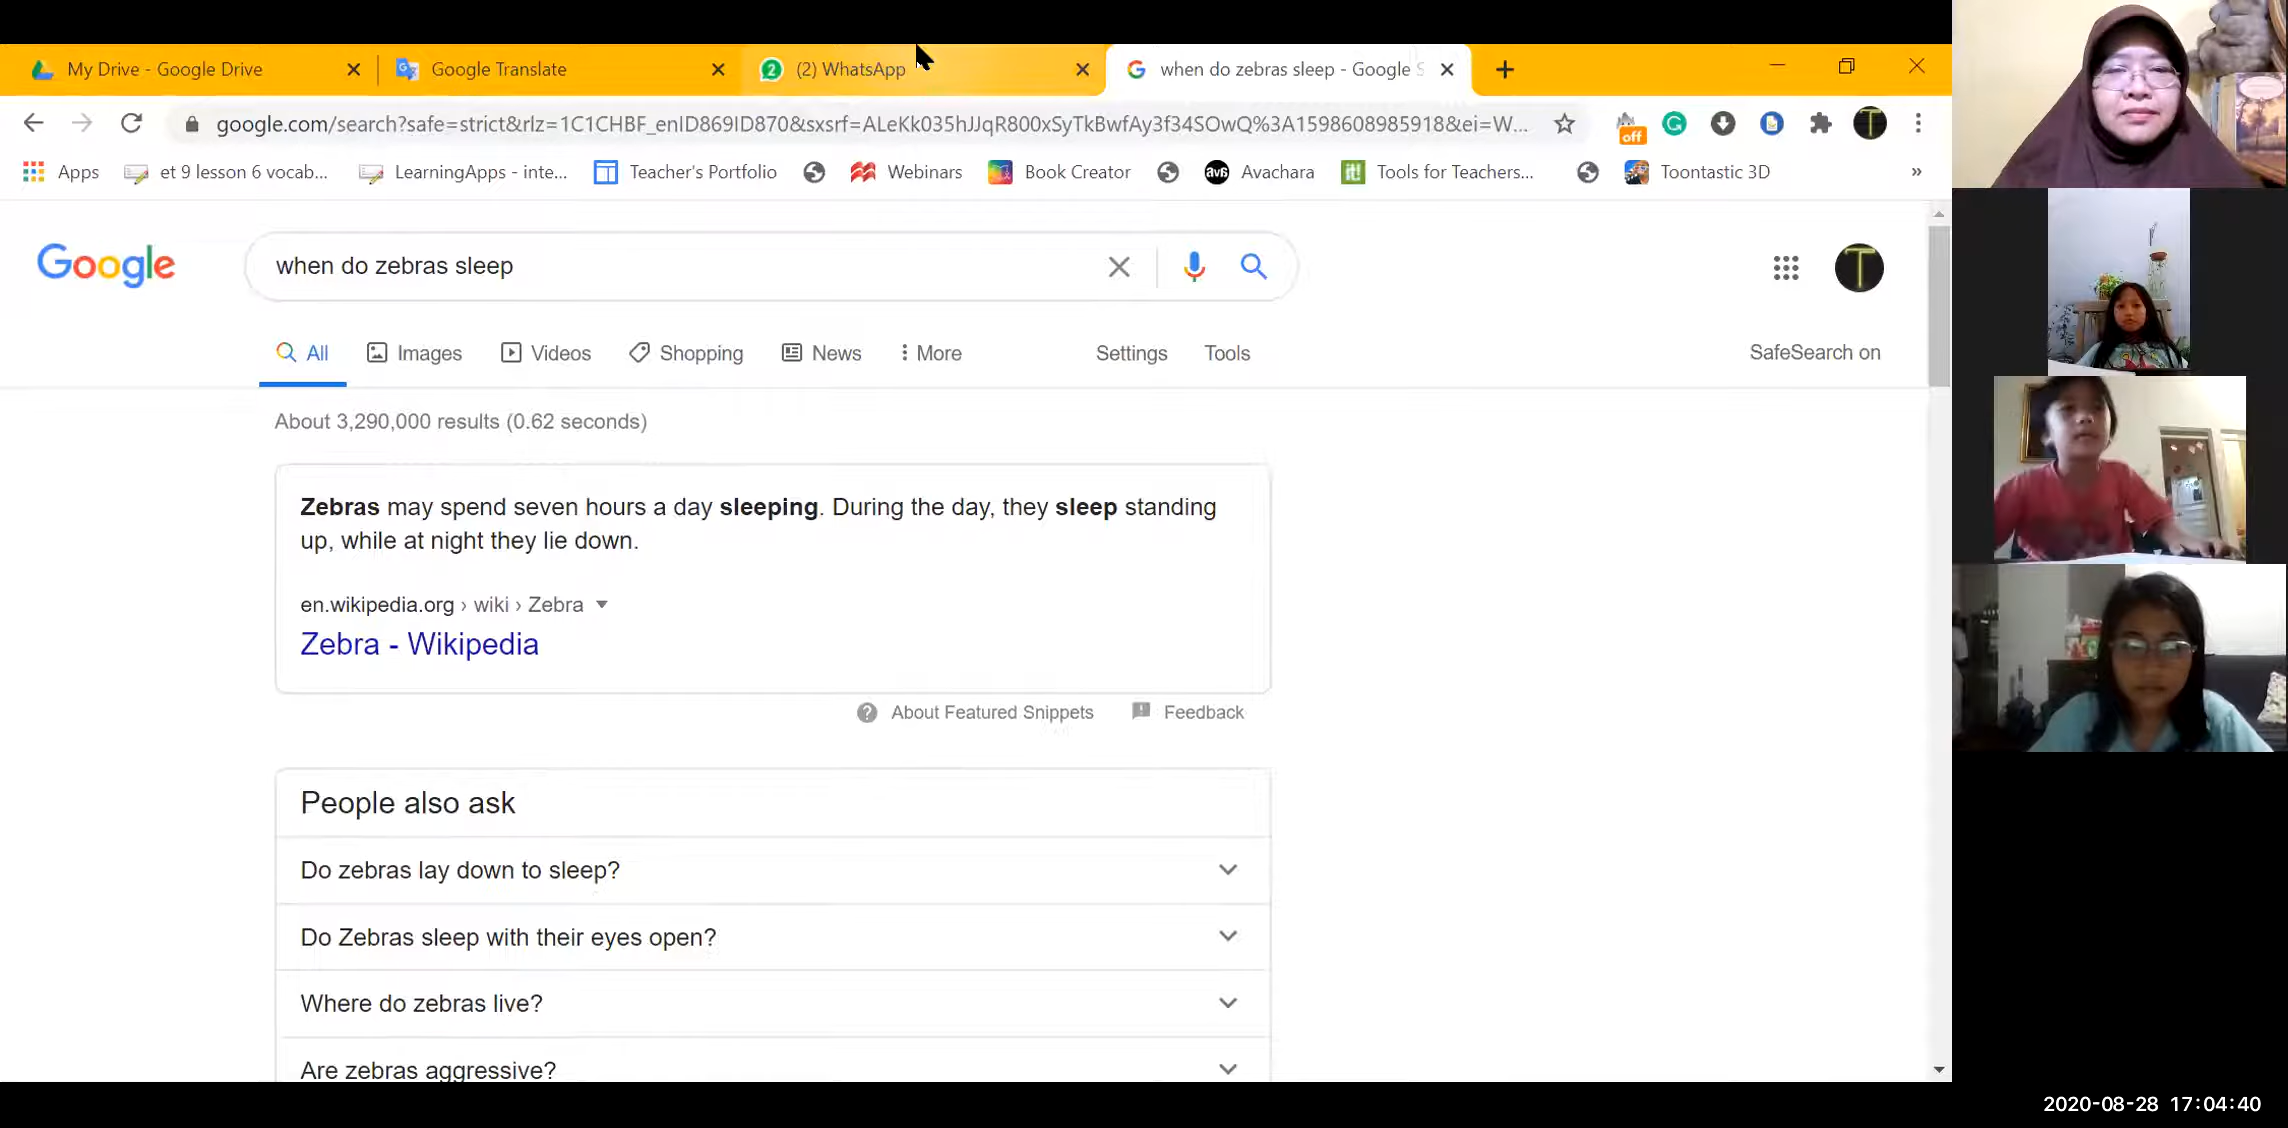 My Drive - Google Drive
Google Translate
2 (2) WhatsApp
when do zebras sleep - Google S
google.com/search?safe=strict&rlz=1C1CHBF_enID869ID870&sxsrf=ALeKk035hJJqR800xSyTkBwfAy3f34SOwQ%3A1598608985918&ei=W...
off
T
Apps
et 9 lesson 6 vocab...
LearningApps - inte...
Teacher's Portfolio
Webinars
Book Creator
ava Avachara
it! Tools for Teachers...
Toontastic 3D
»
Google
when do zebras sleep
T
All
Images
Videos
Shopping
News
More
Settings
Tools
SafeSearch on
About 3,290,000 results (0.62 seconds)
Zebras may spend seven hours a day sleeping. During the day, they sleep standing
up, while at night they lie down.
en.wikipedia.org › wiki › Zebra
Zebra - Wikipedia
About Featured Snippets
Feedback
People also ask
Do zebras lay down to sleep?
Do Zebras sleep with their eyes open?
Where do zebras live?
Are zebras aggressive?
2020-08-28 17:04:40